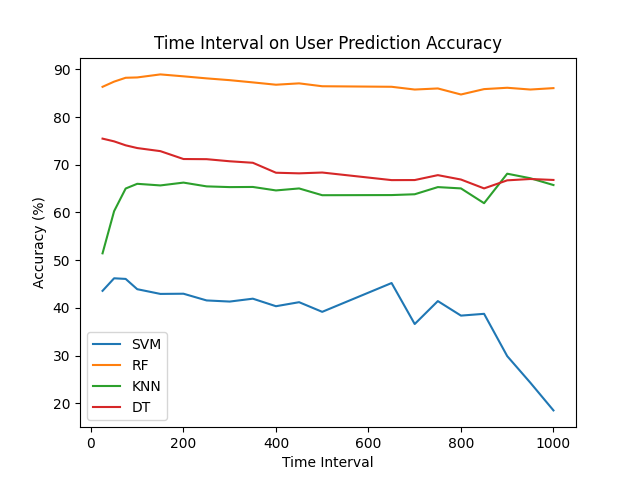 Time Interval on User Prediction Accuracy
Accuracy (%)
90
80
70
60
50
40
30
20
SVM
RF
KNN
DT
0 200 400 600 800 1000
Time Interval